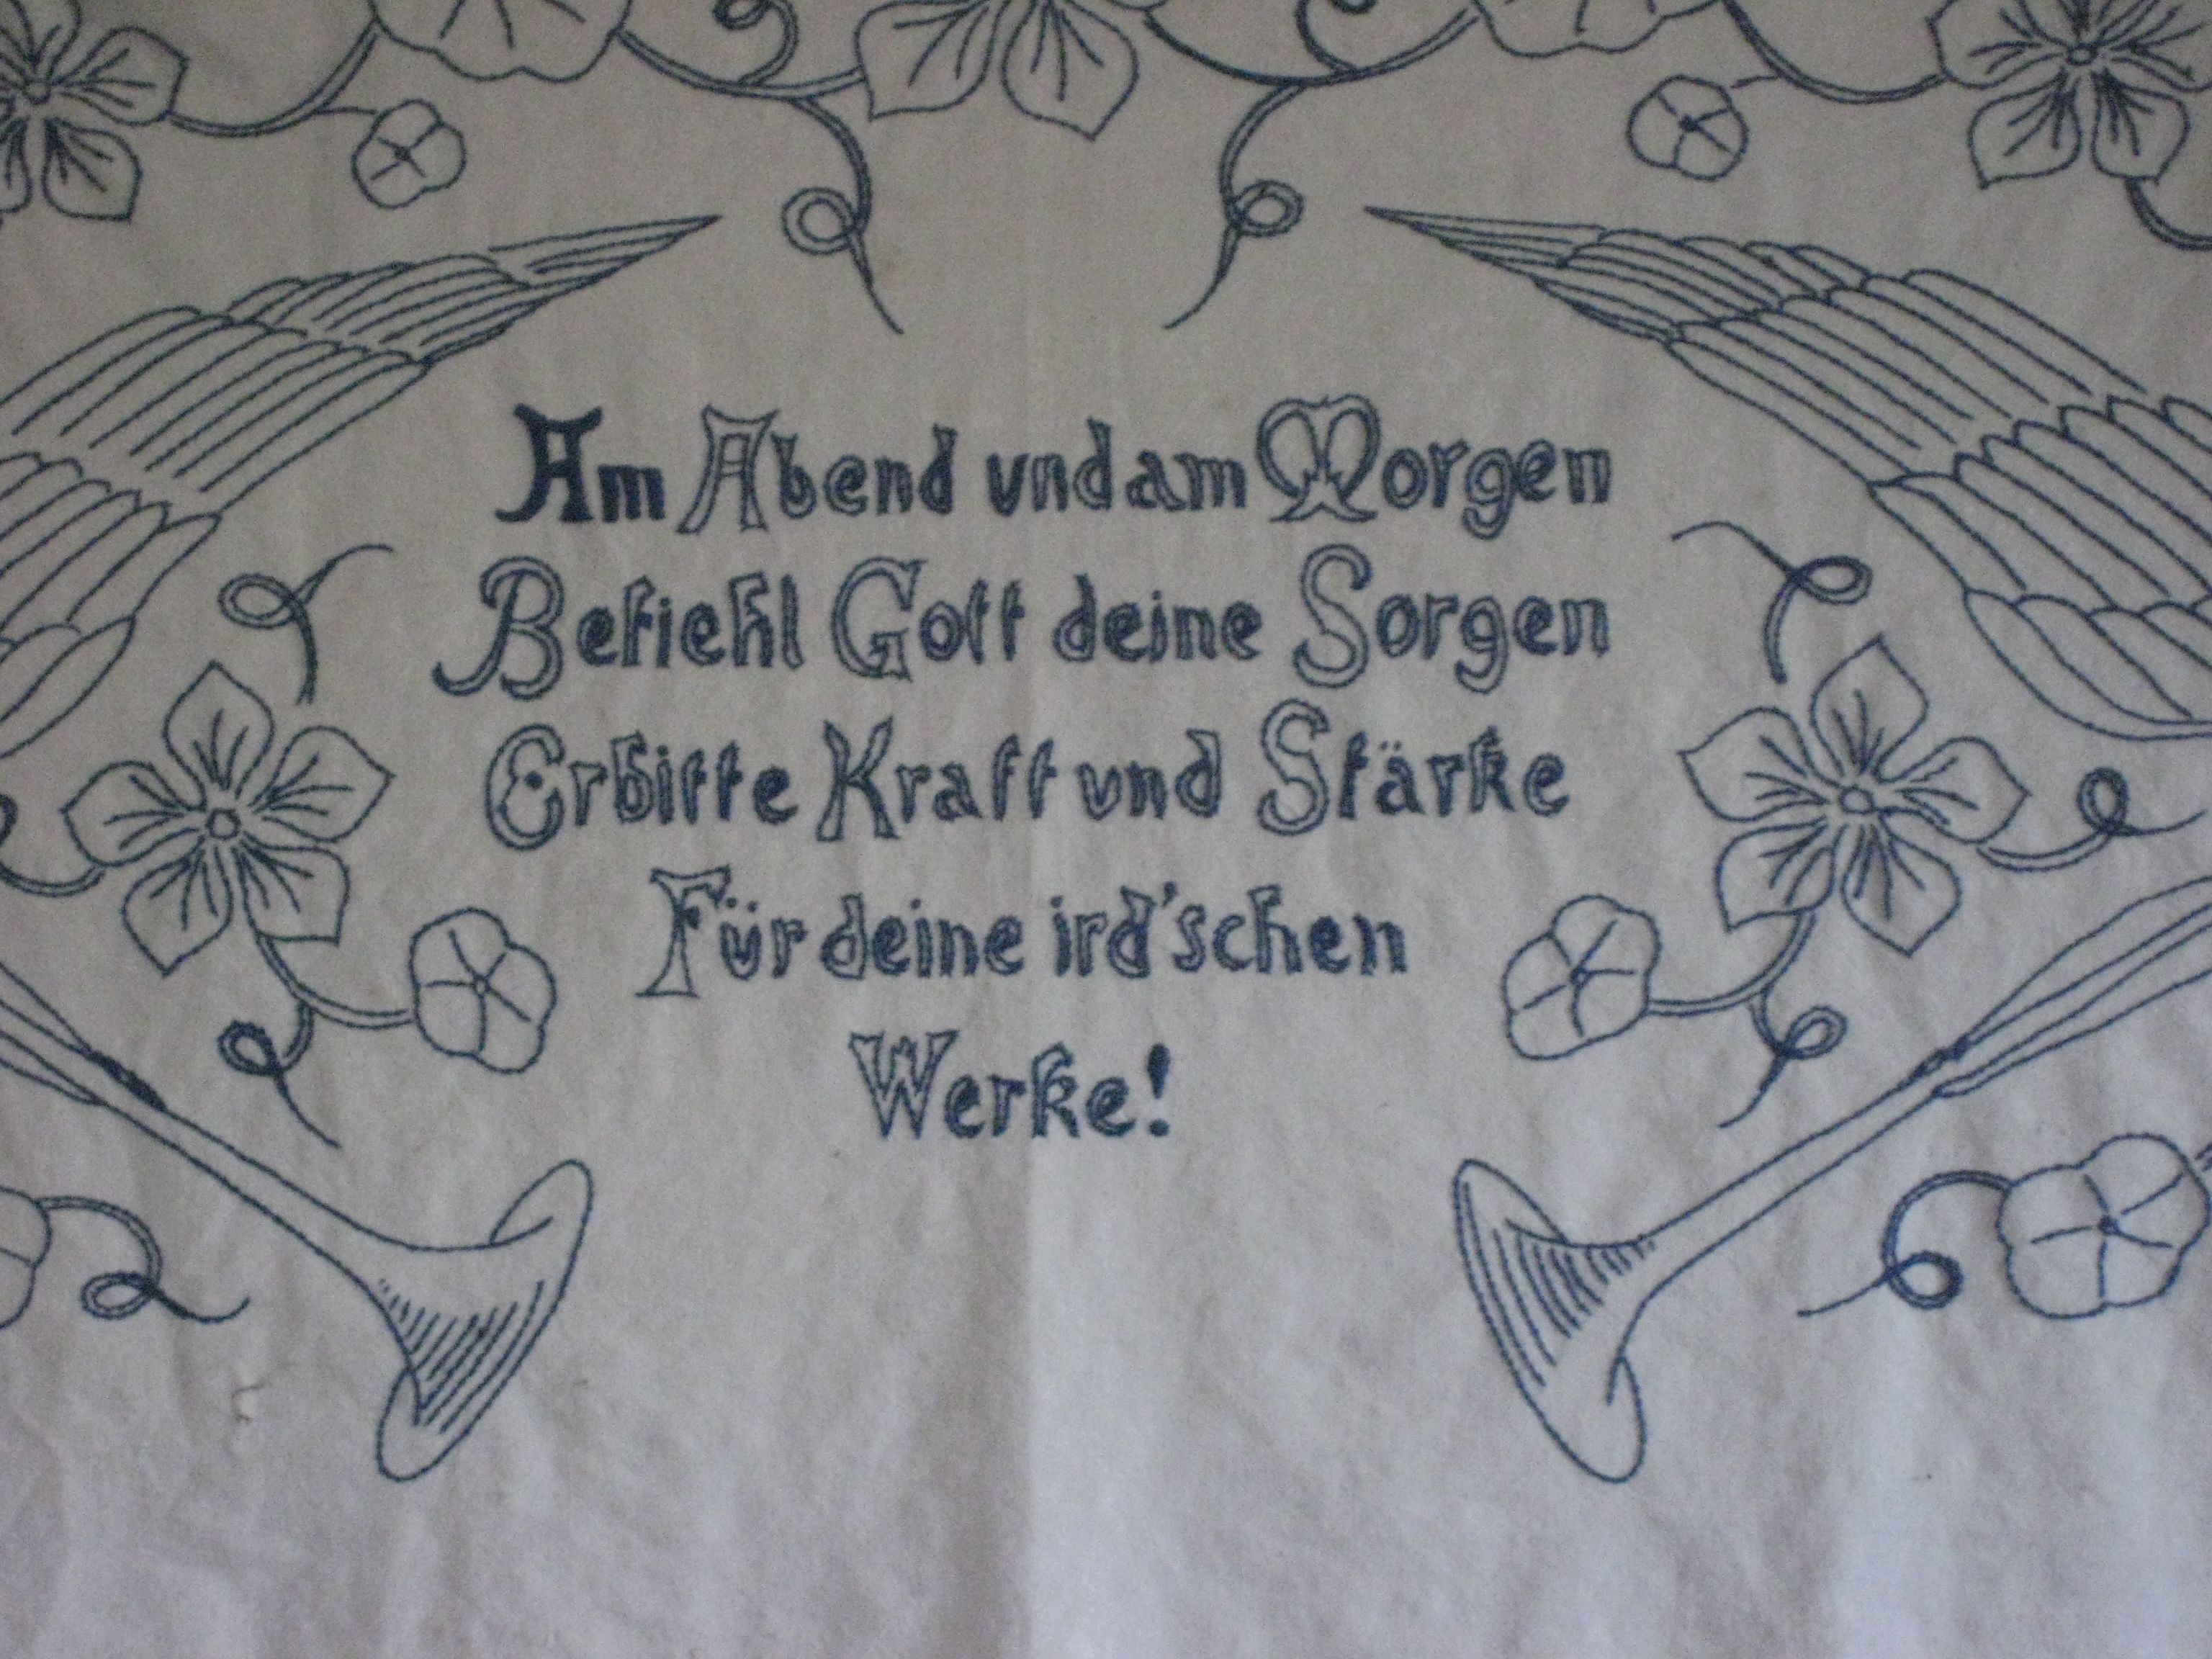 Am Abend und am Morgen
Befiehl Gott deine Sorgen
Erbitte Kraft und Stärke
Für deine ird'schen
Werke!